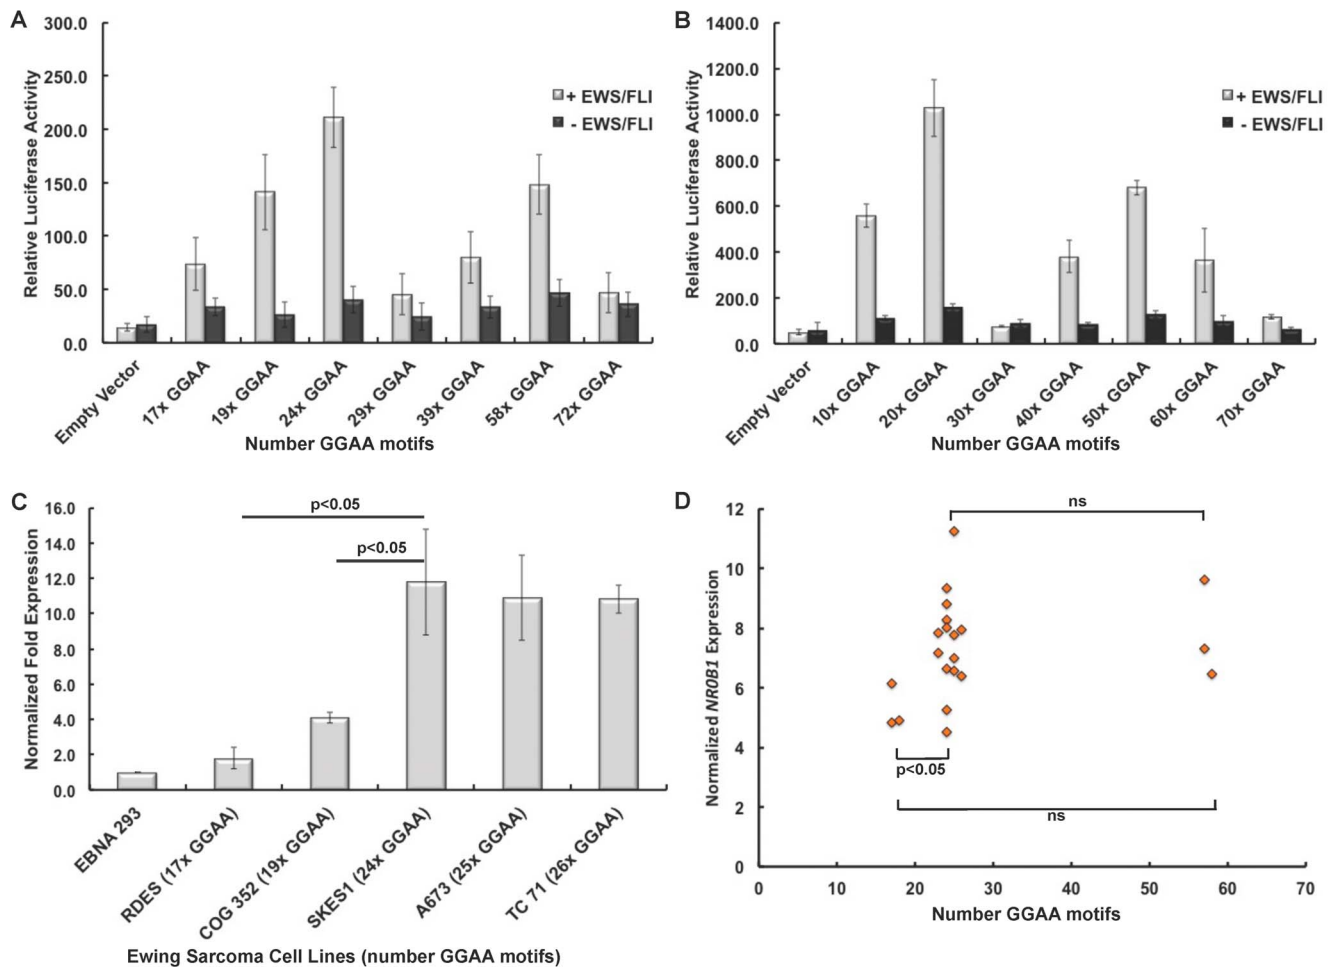 A
300.0
250.0
200.0
150.0
100.0
50.0
0.0
Relative Luciferase Activity
+ EWS/FLI
- EWS/FLI
Empty Vector
17x GGAA
19x GGAA
24x GGAA
29x GGAA
39x GGAA
58x GGAA
72x GGAA
Number GGAA motifs
B
1400.0
1200.0
1000.0
800.0
600.0
400.0
200.0
0.0
Relative Luciferase Activity
+ EWS/FLI
- EWS/FLI
Empty Vector
10x GGAA
20x GGAA
30x GGAA
40x GGAA
50x GGAA
60x GGAA
70x GGAA
Number GGAA motifs
C
16.0
14.0
12.0
10.0
8.0
6.0
4.0
2.0
0.0
Normalized Fold Expression
p<0.05
p<0.05
EBNA 293
RDES (17x GGAA)
COG 352 (19x GGAA)
SKES1 (24x GGAA)
A673 (25x GGAA)
TC 71 (26x GGAA)
Ewing Sarcoma Cell Lines (number GGAA motifs)
D
12
10
8
6
4
2
0
Normalized NR0B1 Expression
ns
p<0.05
ns
0 10 20 30 40 50 60 70
Number GGAA motifs